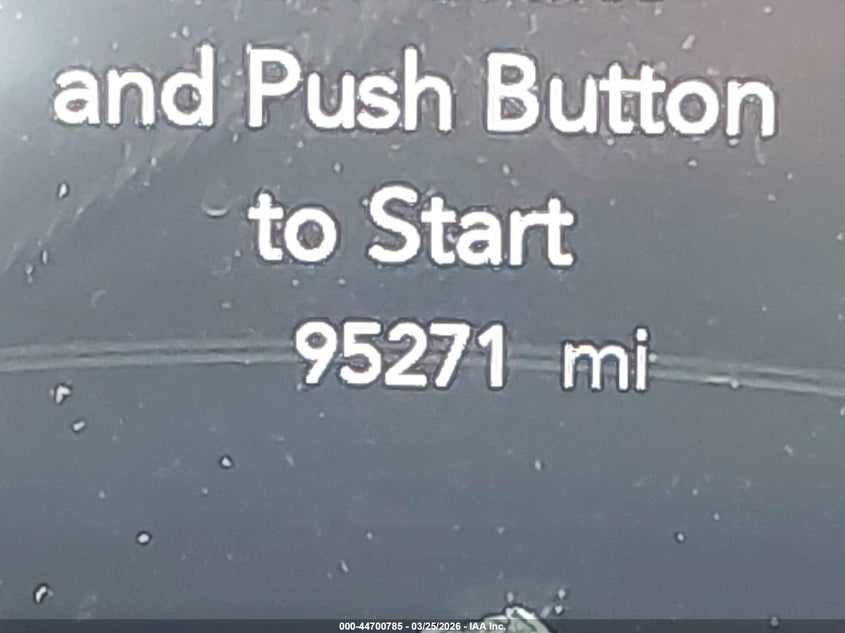 and Push Button
to Start
95271 mi
000-44700785 - 03/25/2026 - IAA Inc.